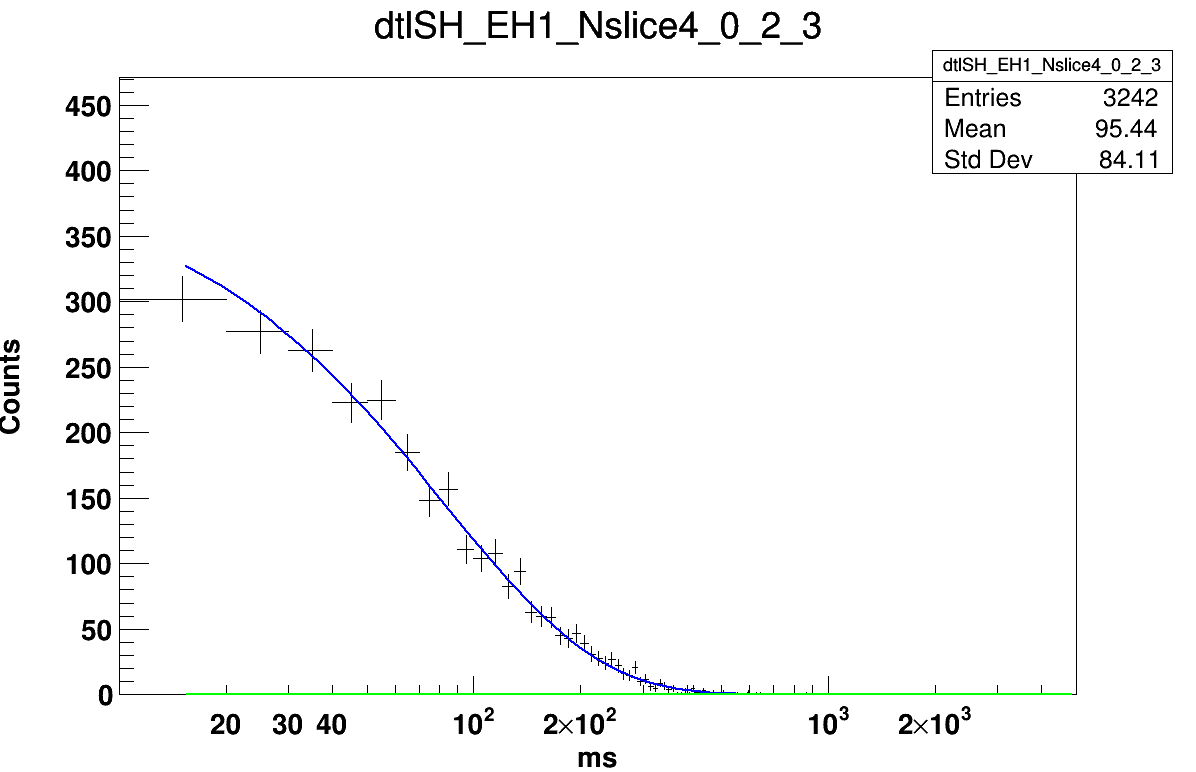 dtlSH_EH1_Nslice4_0_2_3
dtlSH_EH1_Nslice4_0_2_3
Entries 3242
Mean 95.44
Std Dev 84.11
450
400
350
300
250
200
150
100
50
0
Counts
20 30 40 10² 2×10² 10³ 2×10³
ms